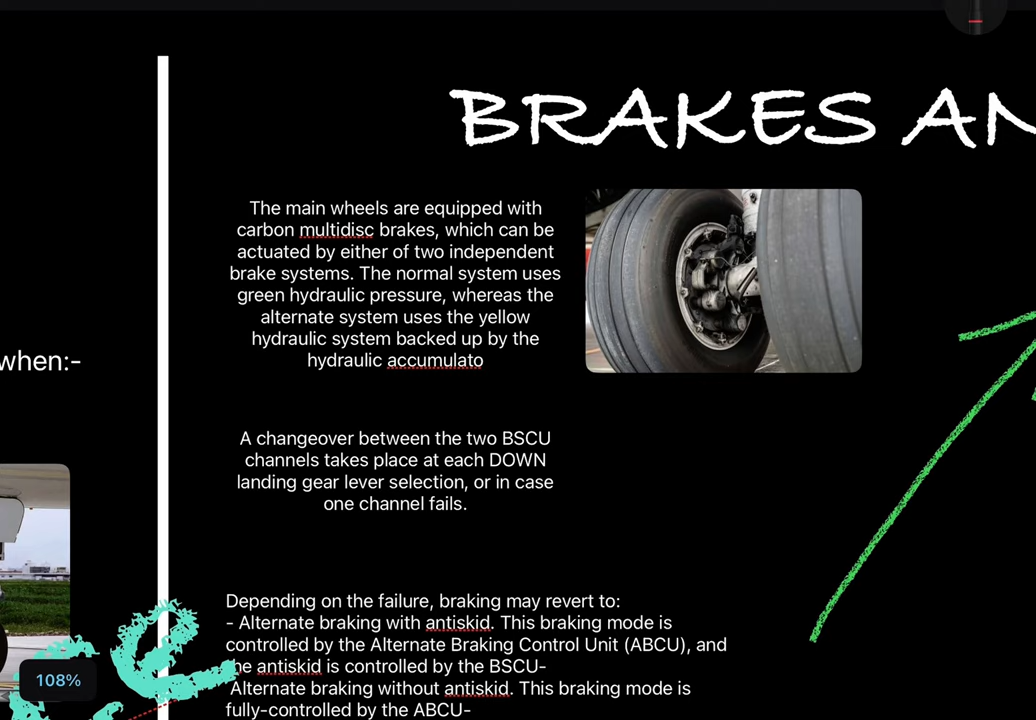 BRAKES AN
The main wheels are equipped with
carbon multidisc brakes, which can be
actuated by either of two independent
brake systems. The normal system uses
green hydraulic pressure, whereas the
alternate system uses the yellow
hydraulic system backed up by the
hydraulic accumulato
when:-
A changeover between the two BSCU
channels takes place at each DOWN
landing gear lever selection, or in case
one channel fails.
Depending on the failure, braking may revert to:
- Alternate braking with antiskid. This braking mode is
controlled by the Alternate Braking Control Unit (ABCU), and
the antiskid is controlled by the BSCU-
Alternate braking without antiskid. This braking mode is
fully-controlled by the ABCU-
108%